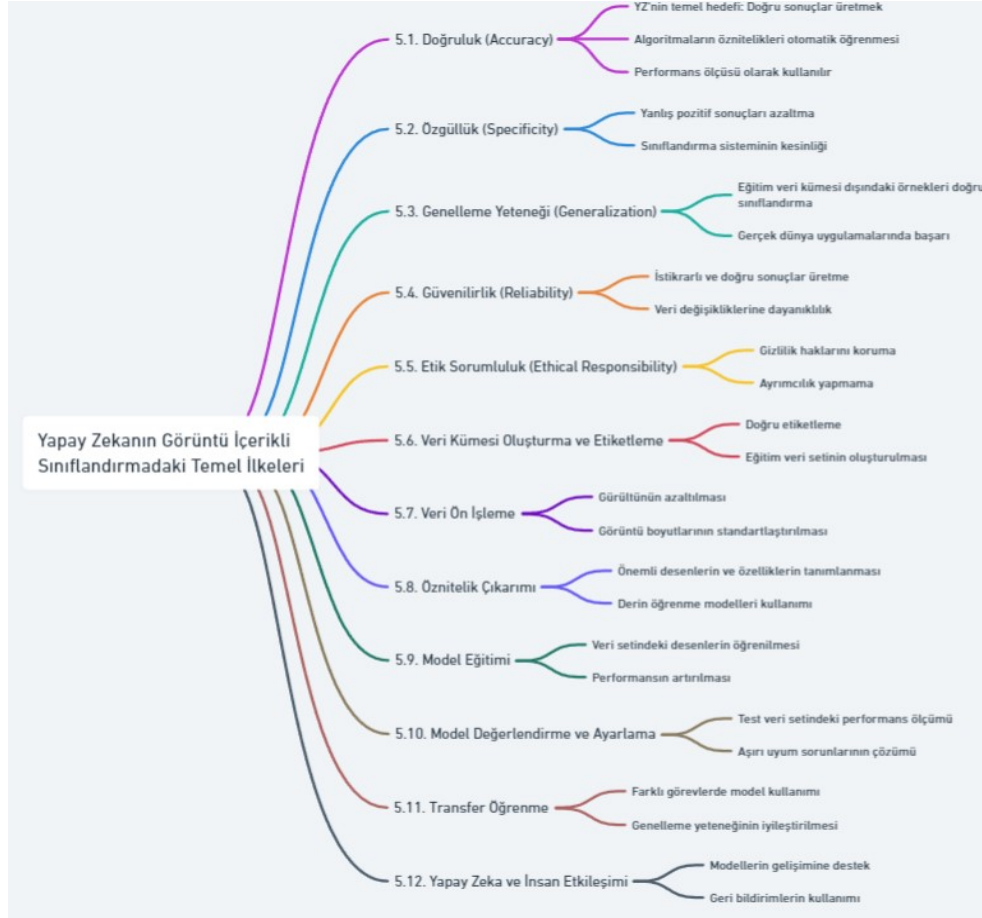 Yapay Zekanın Görüntü İçerikli
Sınıflandırmadaki Temel İlkeleri
5.1. Doğruluk (Accuracy)
YZ'nin temel hedefi: Doğru sonuçlar üretmek
Algoritmaların öznitelikleri otomatik öğrenmesi
Performans ölçüsü olarak kullanılır
5.2. Özgüllük (Specificity)
Yanlış pozitif sonuçları azaltma
Sınıflandırma sisteminin kesinliği
5.3. Genelleme Yeteneği (Generalization)
Eğitim veri kümesi dışındaki örnekleri doğru
sınıflandırma
Gerçek dünya uygulamalarında başarı
5.4. Güvenilirlik (Reliability)
İstikrarlı ve doğru sonuçlar üretme
Veri değişikliklerine dayanıklılık
5.5. Etik Sorumluluk (Ethical Responsibility)
Gizlilik haklarını koruma
Ayrımcılık yapmama
5.6. Veri Kümesi Oluşturma ve Etiketleme
Doğru etiketleme
Eğitim veri setinin oluşturulması
5.7. Veri Ön İşleme
Gürültünün azaltılması
Görüntü boyutlarının standartlaştırılması
5.8. Öznitelik Çıkarımı
Önemli desenlerin ve özelliklerin tanımlanması
Derin öğrenme modelleri kullanımı
5.9. Model Eğitimi
Veri setindeki desenlerin öğrenilmesi
Performansın artırılması
5.10. Model Değerlendirme ve Ayarlama
Test veri setindeki performans ölçümü
Aşırı uyum sorunlarının çözümü
5.11. Transfer Öğrenme
Farklı görevlerde model kullanımı
Genelleme yeteneğinin iyileştirilmesi
5.12. Yapay Zeka ve İnsan Etkileşimi
Modellerin gelişimine destek
Geri bildirimlerin kullanımı